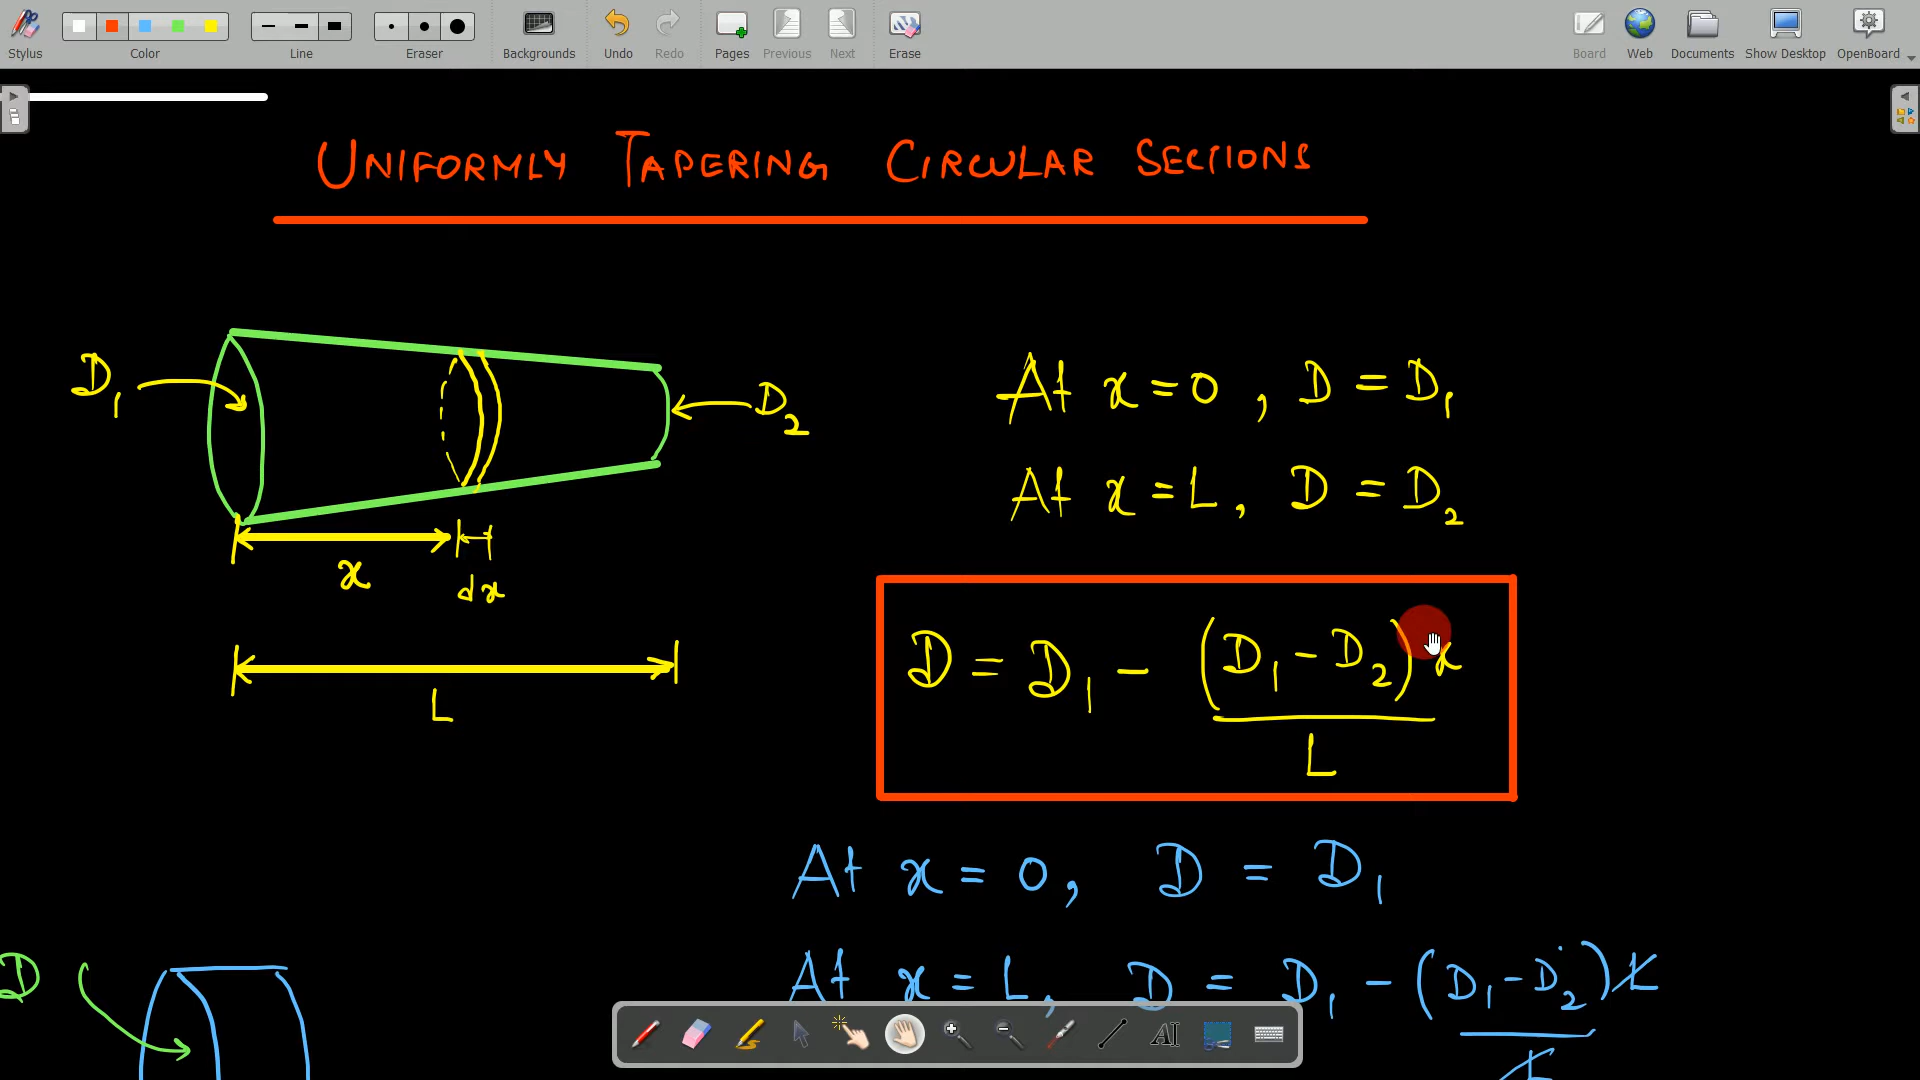 Stylus Color Line Eraser Backgrounds Undo Redo Pages Previous Next Erase Board Web Documents Show Desktop OpenBoard
UNIFORMLY TAPERING CIRCULAR SECTIONS
D1
D2
x
dx
L
At x = 0 , D = D1
At x = L , D = D2
D = D1 - (D1 - D2) x
L
At x = 0, D = D1
At x = L, D = D1 - (D1 - D2) L
L
D
AI